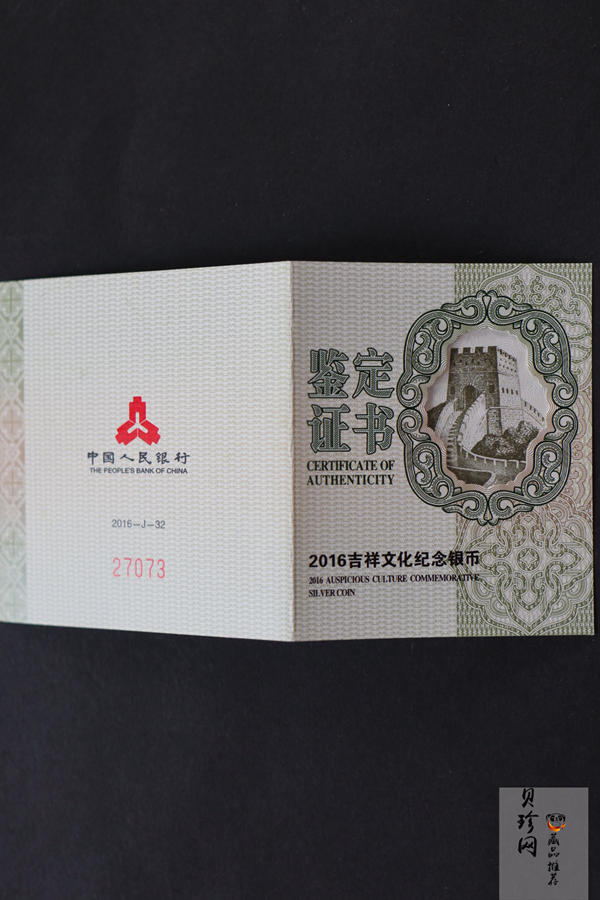 中国人民银行
THE PEOPLE'S BANK OF CHINA
2016-J-32
27073
鉴定
证书
CERTIFICATE OF
AUTHENTICITY
2016吉祥文化纪念银币
2016 AUSPICIOUS CULTURE COMMEMORATIVE
SILVER COIN
贝珍网
藏品推荐